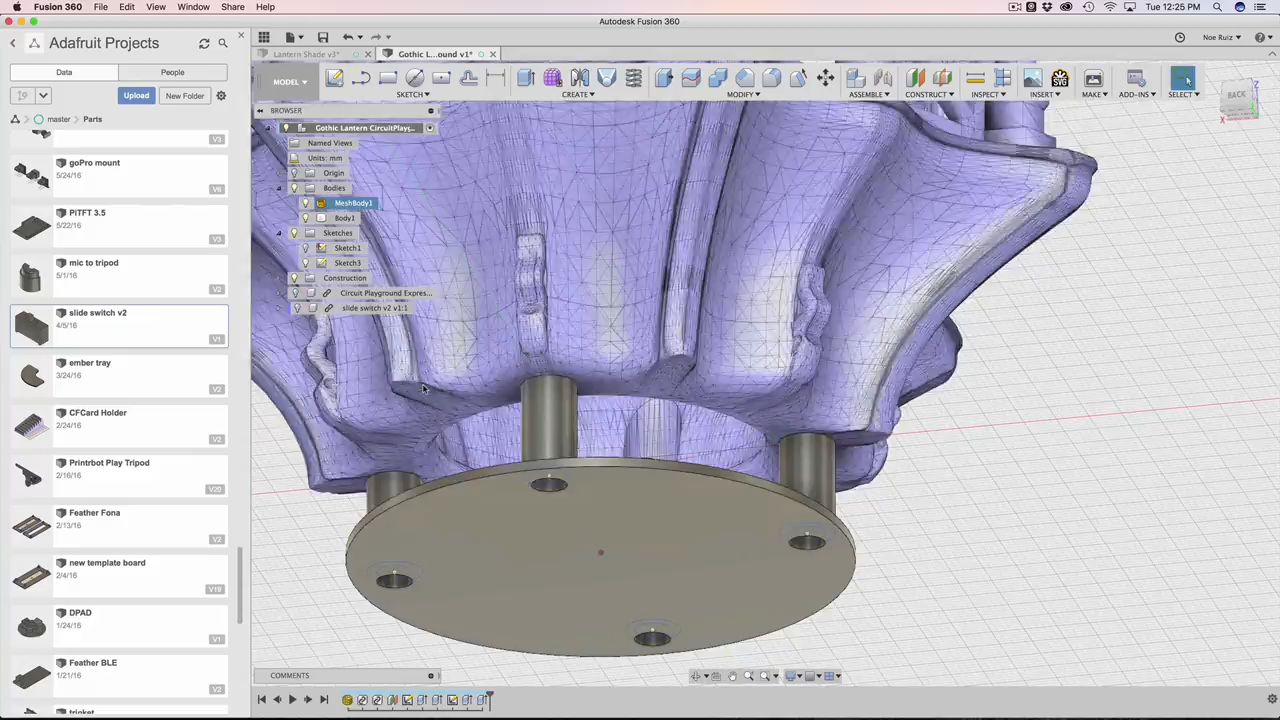 Fusion 360 File Edit View Window Share Help Tue 12:25 PM Noe Ruiz
Autodesk Fusion 360
Adafruit Projects
Data People
Upload New Folder
master Parts
V3
goPro mount
5/24/16
V6
PiTFT 3.5
5/22/16
V3
mic to tripod
5/1/16
V2
slide switch v2
4/5/16
V1
ember tray
3/24/16
V2
CFCard Holder
2/24/16
V2
Printrbot Play Tripod
2/16/16
V20
Feather Fona
2/13/16
V2
new template board
2/4/16
V19
DPAD
1/24/16
V1
Feather BLE
1/21/16
V2
trinket
Noe Ruiz
Lantern Shade v3*
Gothic L...ound v1*
MODEL
SKETCH CREATE MODIFY ASSEMBLE CONSTRUCT INSPECT INSERT MAKE ADD-INS SELECT
BACK
X
Z
BROWSER
Gothic Lantern CircuitPlayg...
Named Views
Units: mm
Origin
Bodies
MeshBody1
Body1
Sketches
Sketch1
Sketch3
Construction
Circuit Playground Expres...
slide switch v2 v1:1
COMMENTS